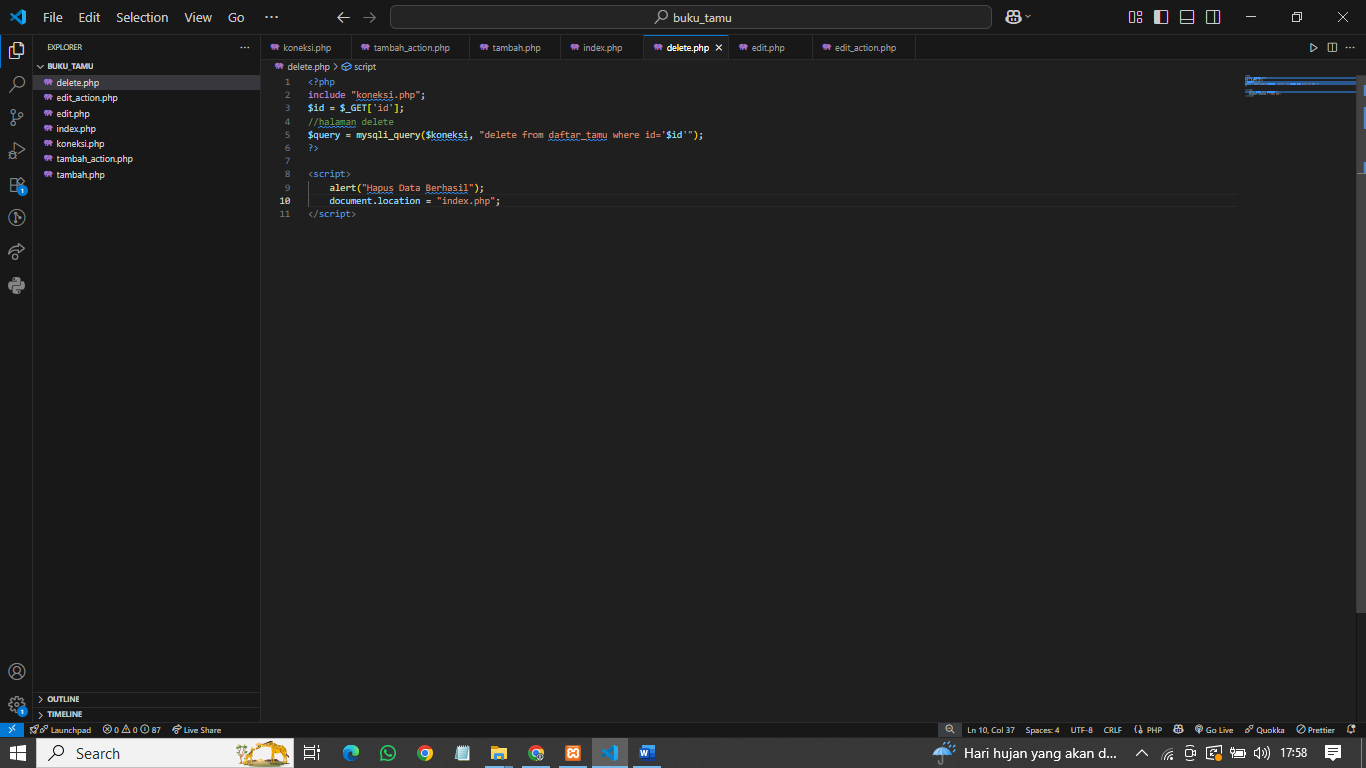 File Edit Selection View Go ··· buku_tamu
EXPLORER ···
BUKU_TAMU
delete.php
edit_action.php
edit.php
index.php
koneksi.php
tambah_action.php
tambah.php
OUTLINE
TIMELINE
koneksi.php tambah_action.php tambah.php index.php delete.php edit.php edit_action.php
delete.php > script
1 <?php
2 include "koneksi.php";
3 $id = $_GET['id'];
4 //halaman delete
5 $query = mysqli_query($koneksi, "delete from daftar_tamu where id='$id'");
6 ?>
7
8 <script>
9 alert("Hapus Data Berhasil");
10 document.location = "index.php";
11 </script>
1
1
Launchpad 0 0 87 Live Share Ln 10, Col 37 Spaces: 4 UTF-8 CRLF PHP Go Live Quokka Prettier
Search Hari hujan yang akan d... 17:58